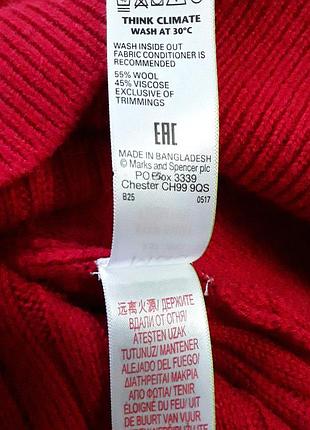 THINK CLIMATE
WASH AT 30°C
WASH INSIDE OUT
FABRIC CONDITIONER IS
RECOMMENDED
55% WOOL
45% VISCOSE
EXCLUSIVE OF
TRIMMINGS
EAC
MADE IN BANGLADESH
© Marks and Spencer plc
PO Box 3339
Chester CH99 9QS
B25 0517
远离火源/ ДЕРЖИТЕ
ВДАЛИ ОТ ОГНЯ/
ATEŞTEN UZAK
TUTUNUZ/ MANTENER
ALEJADO DEL FUEGO/
ΔΙΑΤΗΡΕΙΤΑΙ ΜΑΚΡΙΑ
ΑΠΟ ΦΩΤΙΑ/ TENIR
ÉLOIGNÉ DU FEU/ UIT
DE BUURT VAN VUUR